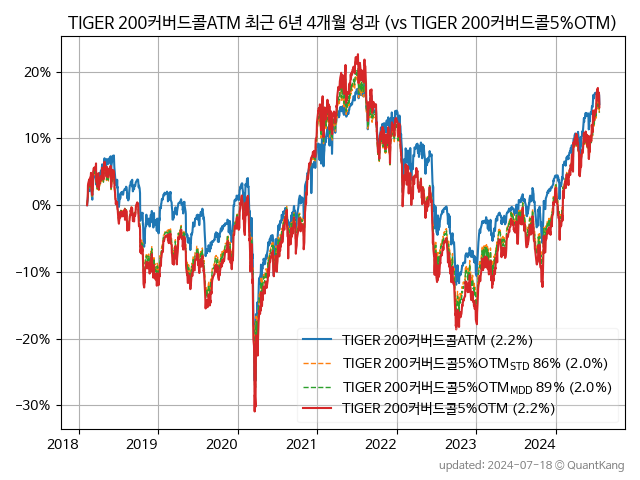 TIGER 200커버드콜ATM 최근 6년 4개월 성과 (vs TIGER 200커버드콜5%OTM)
20%
10%
0%
−10%
−20%
−30%
TIGER 200커버드콜ATM (2.2%)
TIGER 200커버드콜5%OTM_STD 86% (2.0%)
TIGER 200커버드콜5%OTM_MDD 89% (2.0%)
TIGER 200커버드콜5%OTM (2.2%)
2018 2019 2020 2021 2022 2023 2024
updated: 2024-07-18 © QuantKang